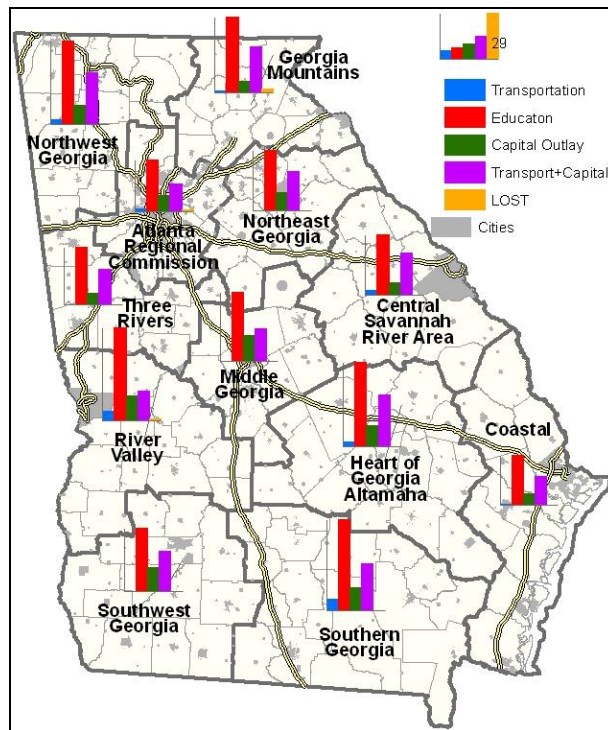 Georgia
Mountains
29
Transportation
Educaton
Capital Outlay
Transport+Capital
LOST
Cities
Northwest
Georgia
Atlanta
Regional
Commission
Northeast
Georgia
Three
Rivers
Central
Savannah
River Area
Middle
Georgia
River
Valley
Heart of
Georgia
Altamaha
Coastal
Southwest
Georgia
Southern
Georgia